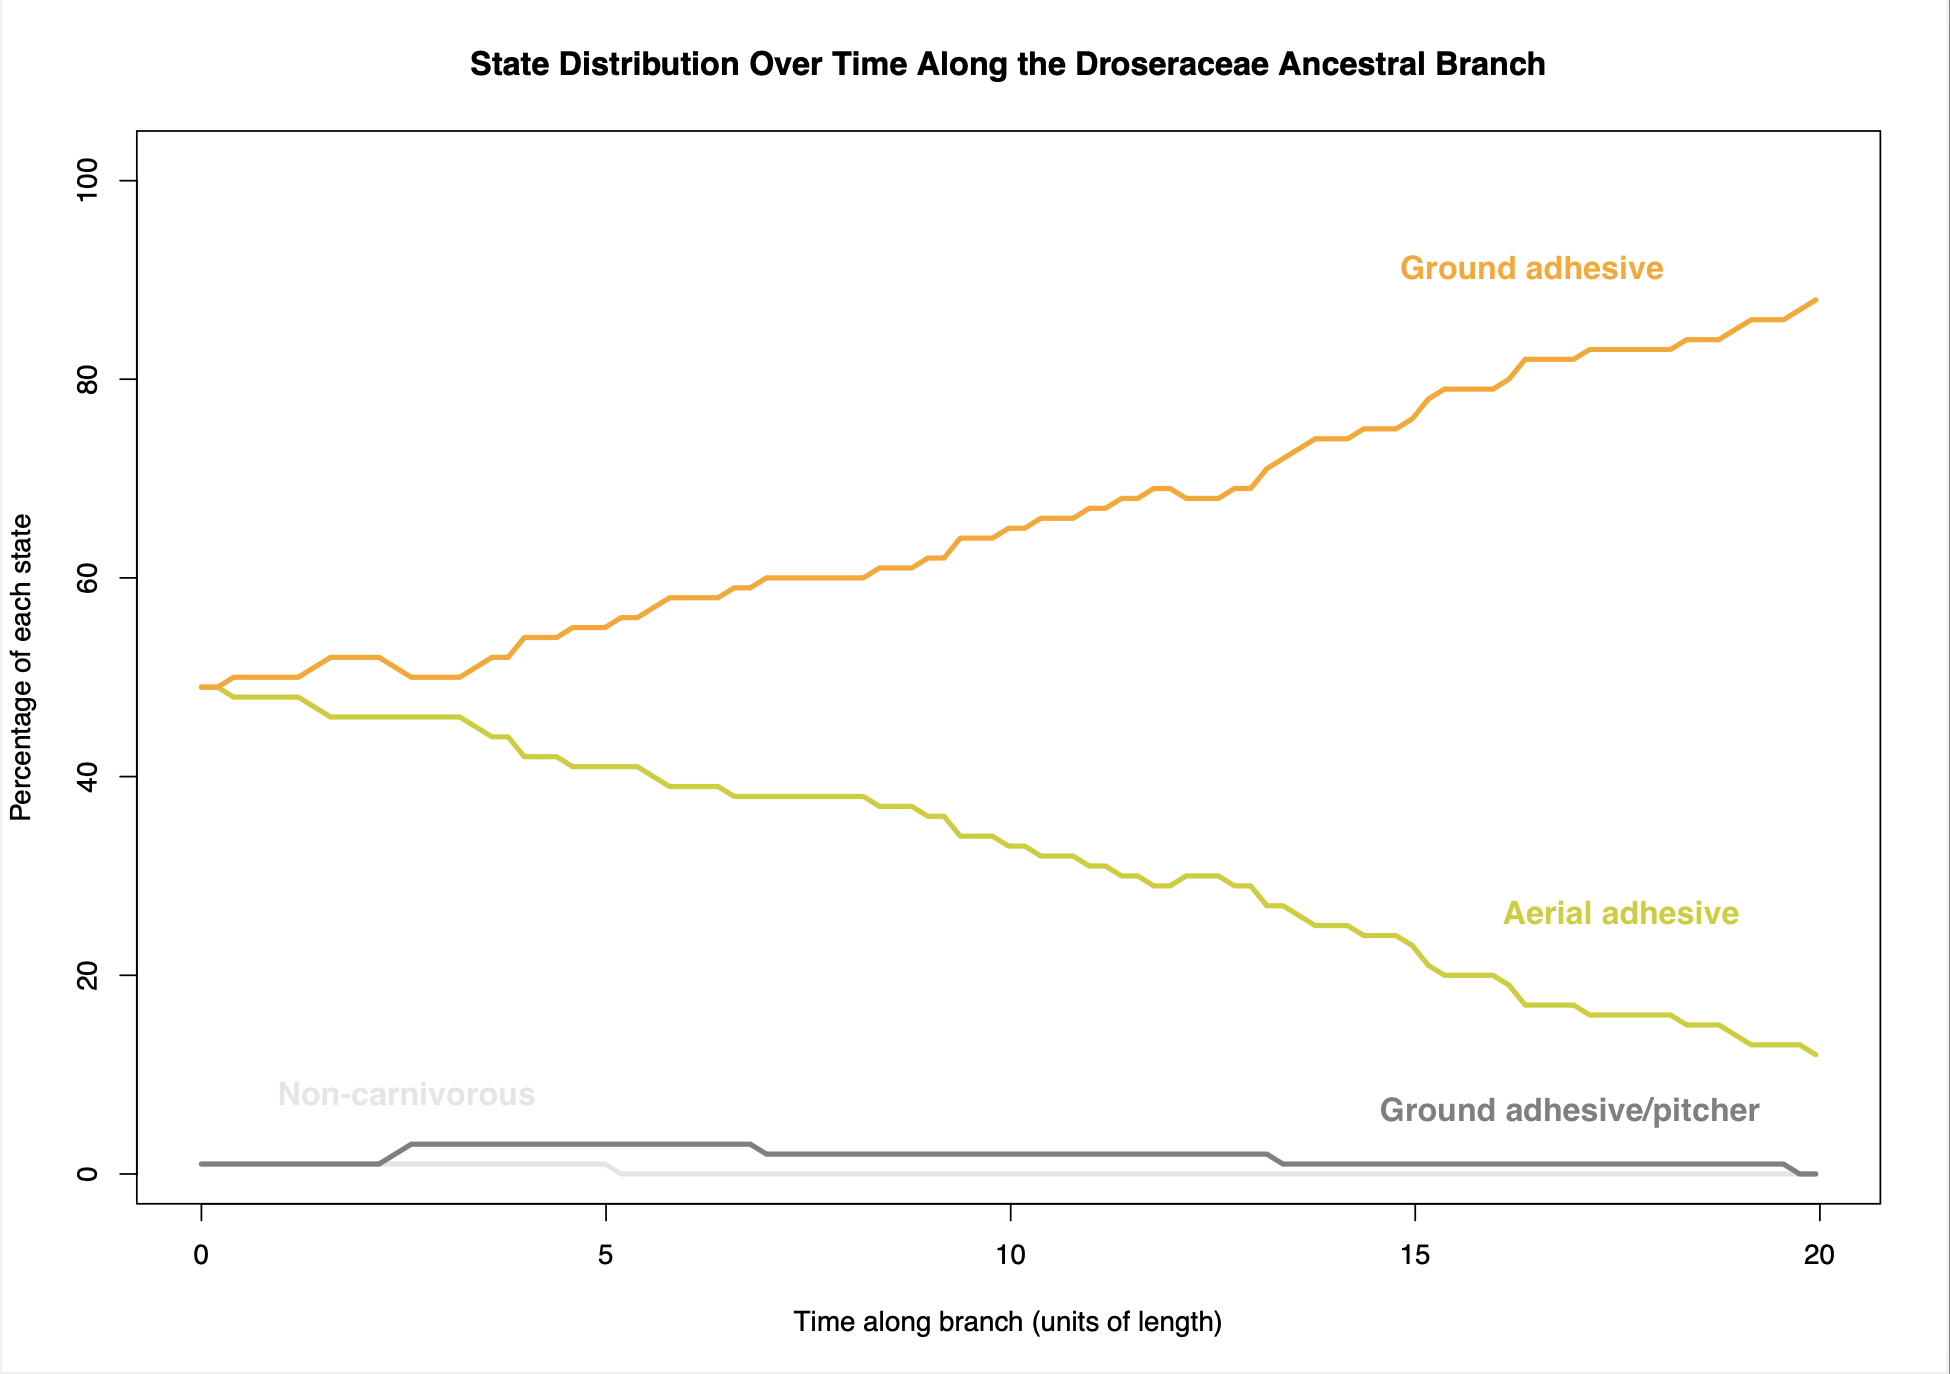 State Distribution Over Time Along the Droseraceae Ancestral Branch
100
80
60
40
20
0
Percentage of each state
Ground adhesive
Aerial adhesive
Non-carnivorous
Ground adhesive/pitcher
0 5 10 15 20
Time along branch (units of length)